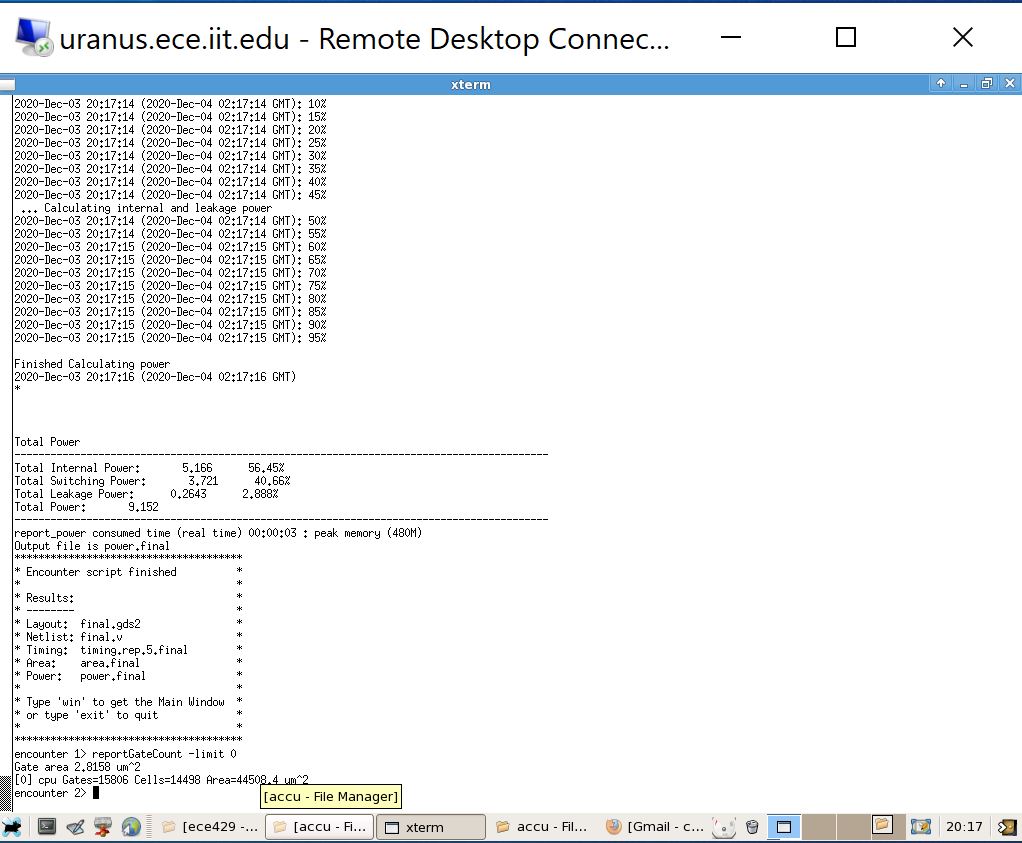 uranus.ece.iit.edu - Remote Desktop Connec...
xterm
2020-Dec-03 20:17:14 (2020-Dec-04 02:17:14 GMT): 10%
2020-Dec-03 20:17:14 (2020-Dec-04 02:17:14 GMT): 15%
2020-Dec-03 20:17:14 (2020-Dec-04 02:17:14 GMT): 20%
2020-Dec-03 20:17:14 (2020-Dec-04 02:17:14 GMT): 25%
2020-Dec-03 20:17:14 (2020-Dec-04 02:17:14 GMT): 30%
2020-Dec-03 20:17:14 (2020-Dec-04 02:17:14 GMT): 35%
2020-Dec-03 20:17:14 (2020-Dec-04 02:17:14 GMT): 40%
2020-Dec-03 20:17:14 (2020-Dec-04 02:17:14 GMT): 45%
 ... Calculating internal and leakage power
2020-Dec-03 20:17:14 (2020-Dec-04 02:17:14 GMT): 50%
2020-Dec-03 20:17:14 (2020-Dec-04 02:17:14 GMT): 55%
2020-Dec-03 20:17:15 (2020-Dec-04 02:17:15 GMT): 60%
2020-Dec-03 20:17:15 (2020-Dec-04 02:17:15 GMT): 65%
2020-Dec-03 20:17:15 (2020-Dec-04 02:17:15 GMT): 70%
2020-Dec-03 20:17:15 (2020-Dec-04 02:17:15 GMT): 75%
2020-Dec-03 20:17:15 (2020-Dec-04 02:17:15 GMT): 80%
2020-Dec-03 20:17:15 (2020-Dec-04 02:17:15 GMT): 85%
2020-Dec-03 20:17:15 (2020-Dec-04 02:17:15 GMT): 90%
2020-Dec-03 20:17:15 (2020-Dec-04 02:17:15 GMT): 95%
Finished Calculating power
2020-Dec-03 20:17:16 (2020-Dec-04 02:17:16 GMT)
*
Total Power
-----------------------------------------------------------------------------------------
Total Internal Power:       5.166      56.45%
Total Switching Power:       3.721      40.66%
Total Leakage Power:      0.2643      2.888%
Total Power:       9.152
-----------------------------------------------------------------------------------------
report_power consumed time (real time) 00:00:03 : peak memory (480M)
Output file is power.final
**************************************
* Encounter script finished          *
*                                    *
* Results:                           *
* --------                           *
* Layout:  final.gds2                *
* Netlist: final.v                   *
* Timing:  timing.rep.5.final        *
* Area:    area.final                *
* Power:   power.final               *
*                                    *
* Type 'win' to get the Main Window  *
* or type 'exit' to quit             *
*                                    *
**************************************
encounter 1> reportGateCount -limit 0
Gate area 2.8158 um^2
[0] cpu Gates=15806 Cells=14498 Area=44508.4 um^2
encounter 2>
[accu - File Manager]
[ece429 -... [accu - Fi... xterm accu - Fil... [Gmail - c... 20:17